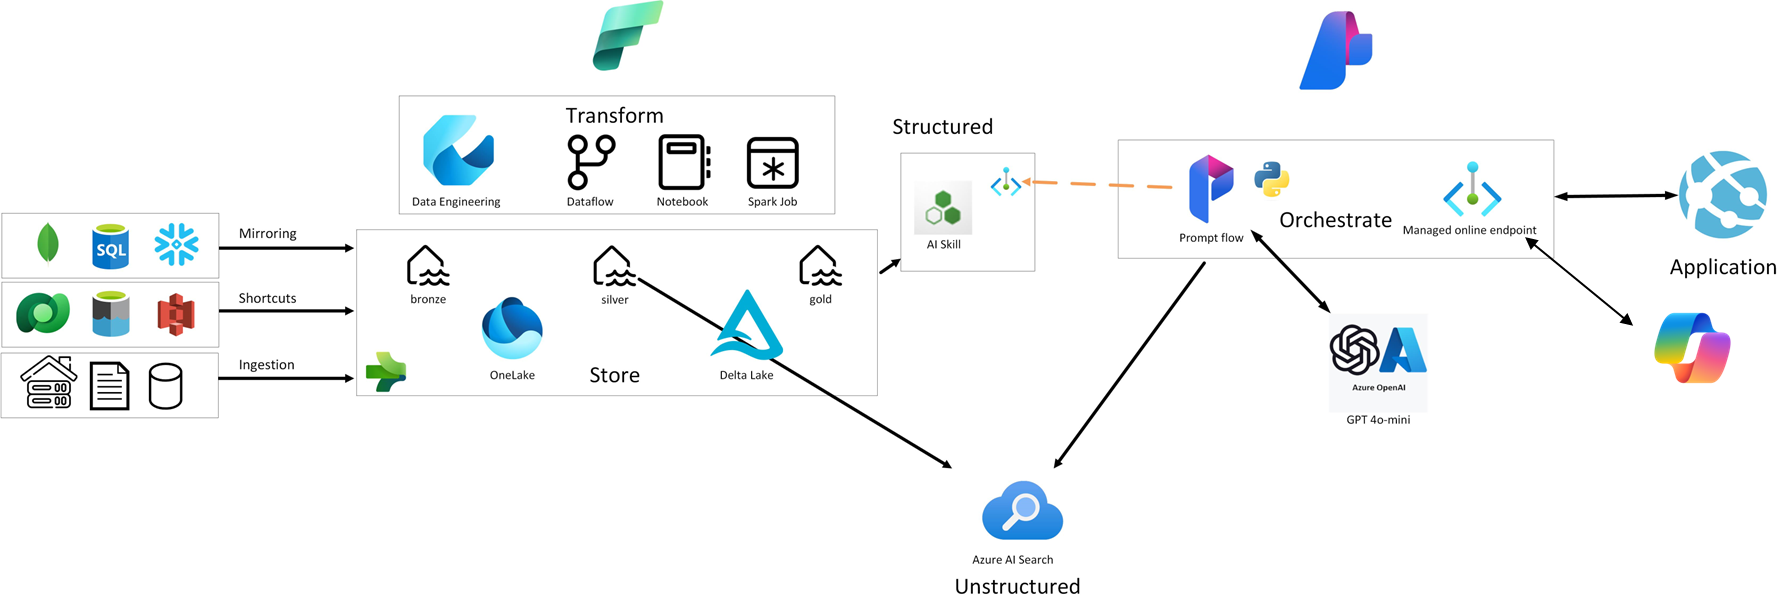 Transform
Data Engineering
Dataflow
Notebook
Spark Job
Structured
AI Skill
SQL
Mirroring
Shortcuts
Ingestion
bronze
silver
gold
OneLake
Store
Delta Lake
Prompt flow
Orchestrate
Managed online endpoint
Application
Azure OpenAI
GPT 4o-mini
Azure AI Search
Unstructured